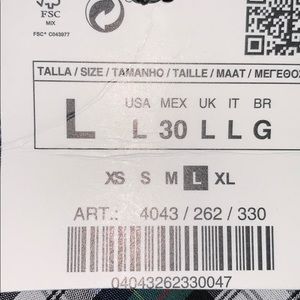 FSC
MIX
FSC® C043977
TALLA / SIZE / TAMANHO / TAILLE / MAAT / ΜΕΓΕΘΟΣ
USA MEX UK IT BR
L L 30 L L G
XS S M L XL
ART.: 4043 / 262 / 330
04043262330047